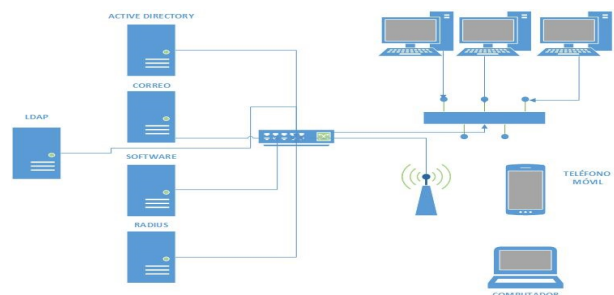 ACTIVE DIRECTORY
CORREO
LDAP
SOFTWARE
RADIUS
TELÉFONO
MÓVIL
COMPUTADOR